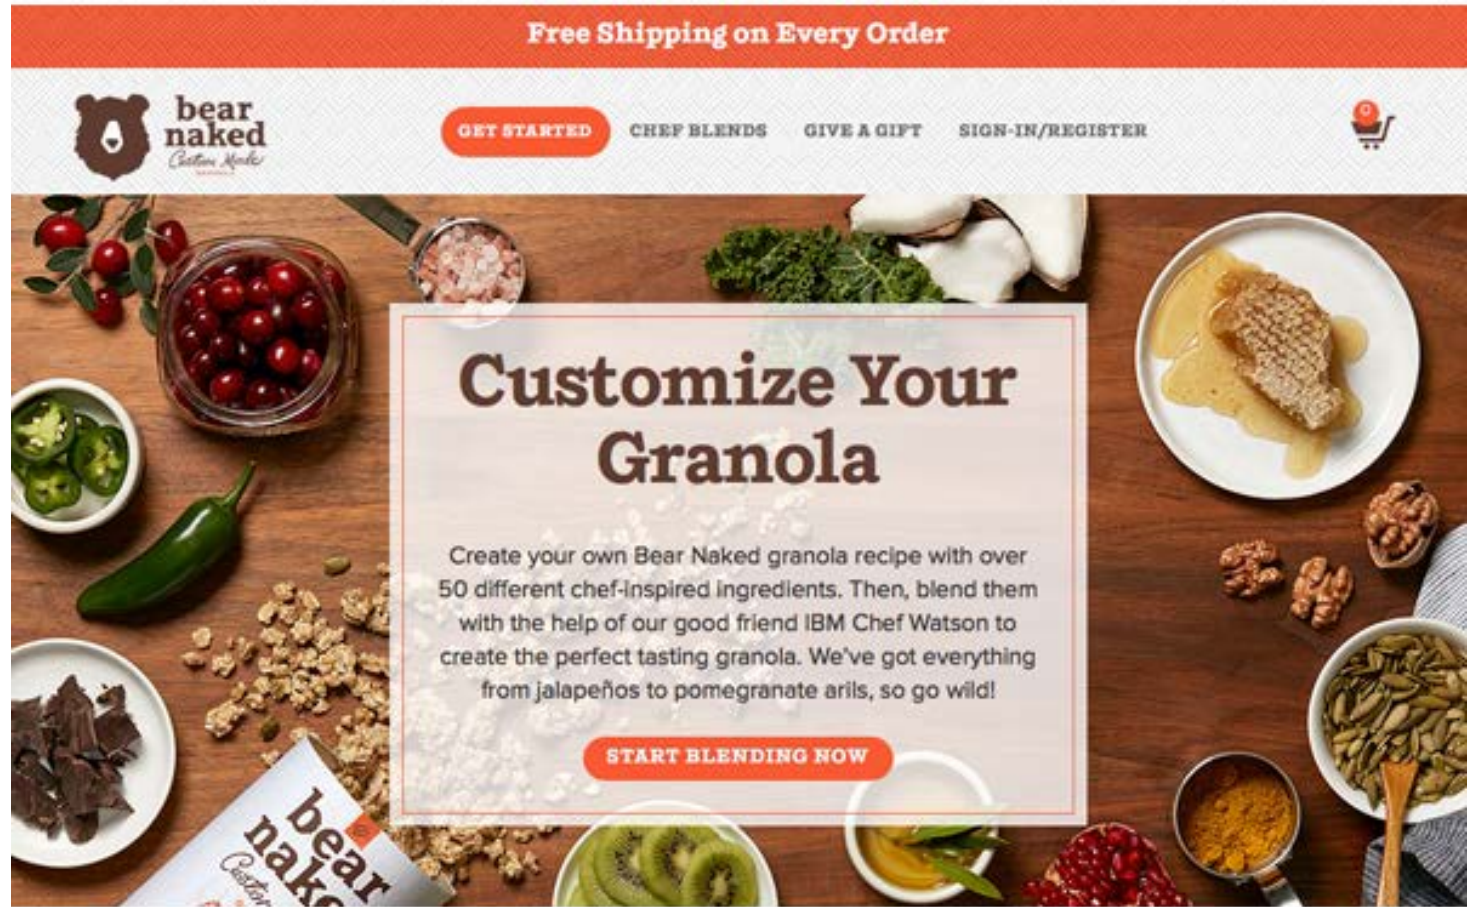 Free Shipping on Every Order
bear
naked
Custom Made
GET STARTED
CHEF BLENDS
GIVE A GIFT
SIGN-IN/REGISTER
0
Customize Your
Granola
Create your own Bear Naked granola recipe with over
50 different chef-inspired ingredients. Then, blend them
with the help of our good friend IBM Chef Watson to
create the perfect tasting granola. We've got everything
from jalapeños to pomegranate arils, so go wild!
START BLENDING NOW
bear
nake
Custom